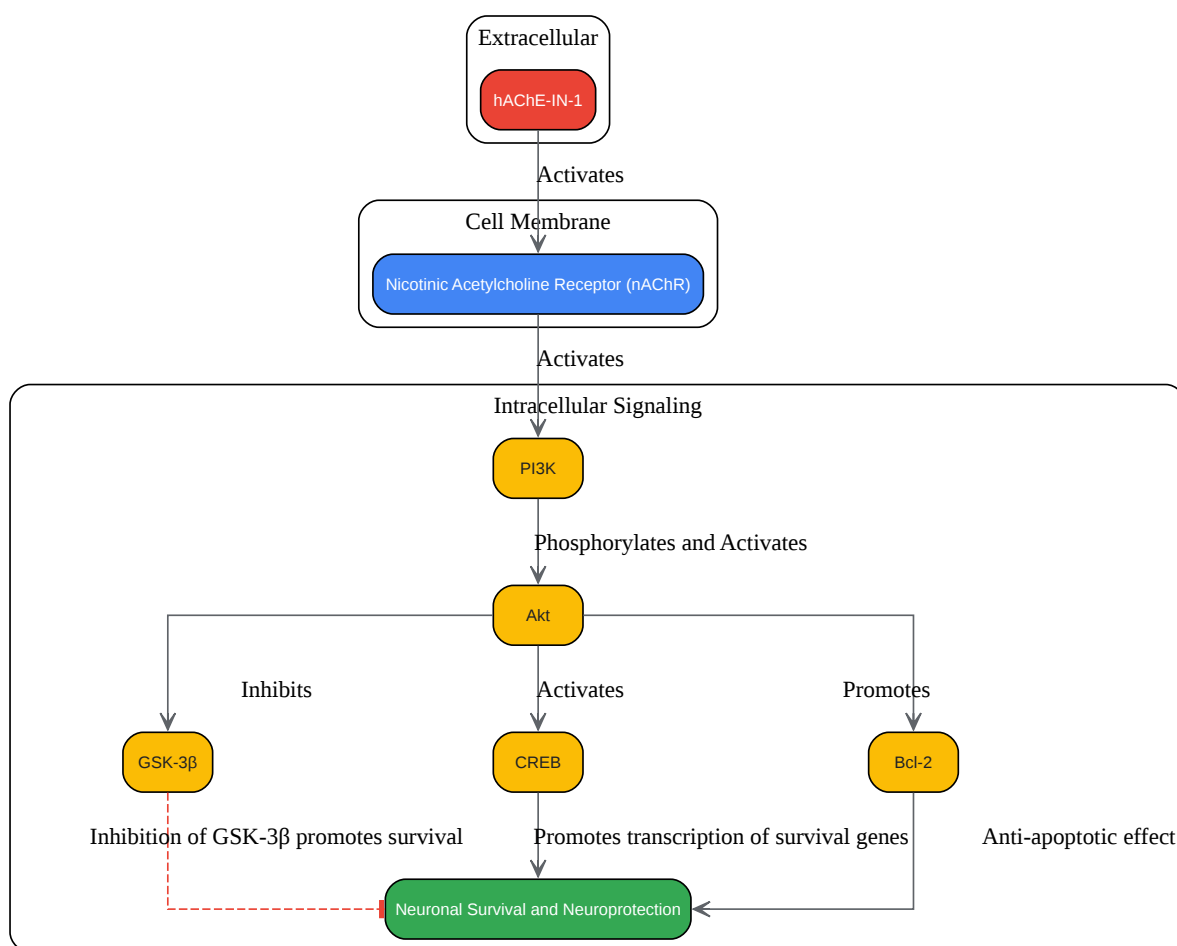 Extracellular
hAChE-IN-1
Activates
Cell Membrane
Nicotinic Acetylcholine Receptor (nAChR)
Activates
Intracellular Signaling
PI3K
Phosphorylates and Activates
Akt
Inhibits
Activates
Promotes
GSK-3β
CREB
Bcl-2
Inhibition of GSK-3β promotes survival
Promotes transcription of survival genes
Anti-apoptotic effect
Neuronal Survival and Neuroprotection